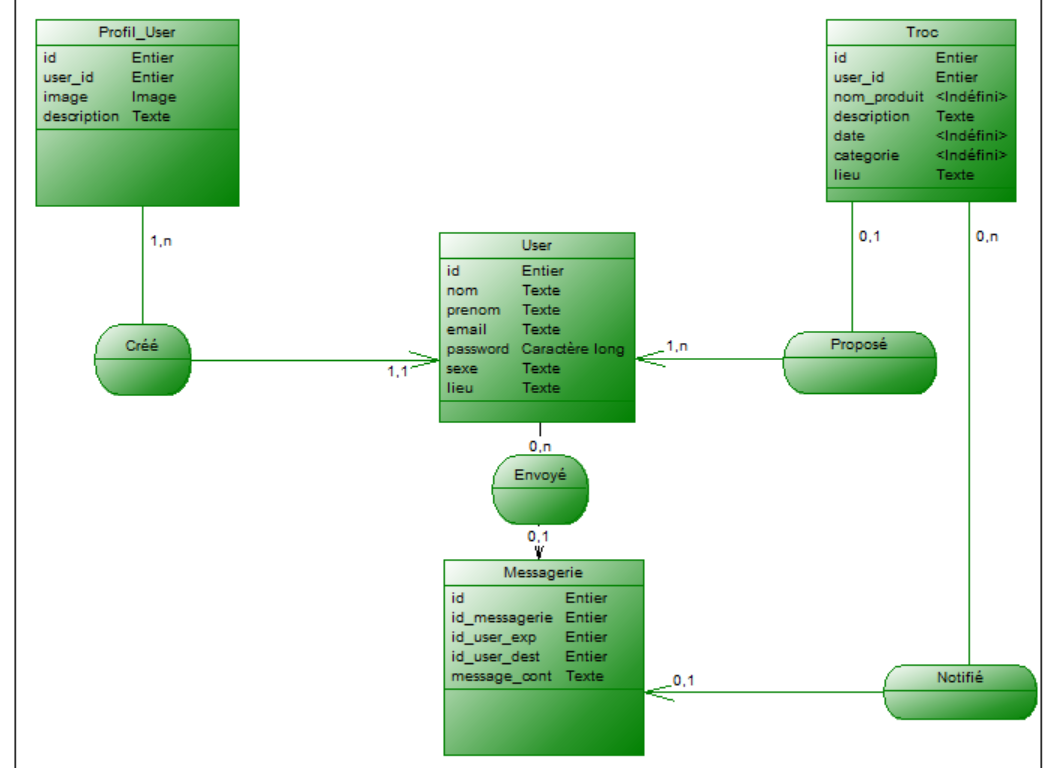 Profil_User
id Entier
user_id Entier
image Image
description Texte
Troc
id Entier
user_id Entier
nom_produit <Indéfini>
description Texte
date <Indéfini>
categorie <Indéfini>
lieu Texte
1,n
0,1
0,n
User
id Entier
nom Texte
prenom Texte
email Texte
password Caractère long
sexe Texte
lieu Texte
Créé
1,1
1,n
Proposé
0,n
Envoyé
0,1
Messagerie
id Entier
id_messagerie Entier
id_user_exp Entier
id_user_dest Entier
message_cont Texte
0,1
Notifié